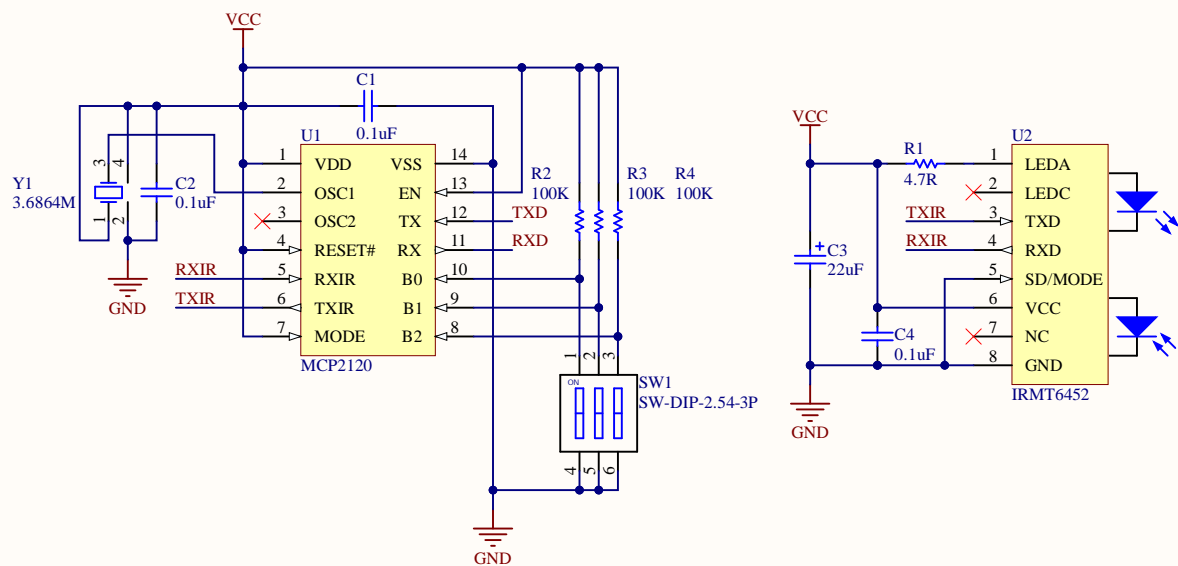 VCC
C1
0.1uF
U1
MCP2120
1 VDD
2 OSC1
3 OSC2
4 RESET#
5 RXIR
6 TXIR
7 MODE
VSS 14
EN 13
TX 12
RX 11
B0 10
B1 9
B2 8
TXD
RXD
RXIR
TXIR
Y1
3.6864M
3 4
1 2
C2
0.1uF
GND
R2
100K
R3
100K
R4
100K
1 2 3
ON
SW1
SW-DIP-2.54-3P
4 5 6
GND
VCC
R1
4.7R
C3
+
22uF
C4
0.1uF
GND
TXIR
RXIR
U2
1 LEDA
2 LEDC
3 TXD
4 RXD
5 SD/MODE
6 VCC
7 NC
8 GND
IRMT6452